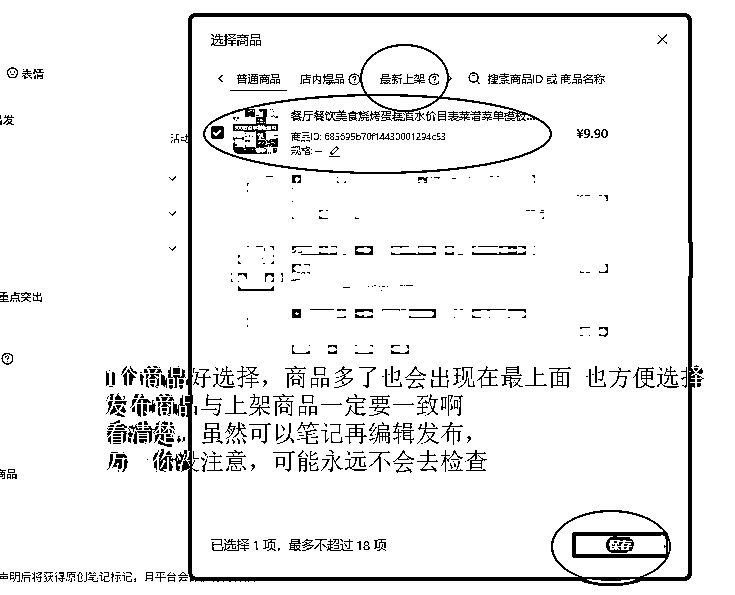 选择商品
表情
发
普通商品 店内爆品 最新上架 搜索商品ID 或 商品名称
餐厅餐饮美食烧烤蛋糕酒水价目表菜谱菜单模板...
活动
商品ID: 685695b70f14430001294c53
¥9.90
规格: --
重点突出
1个商品好选择，商品多了也会出现在最上面 也方便选择
发布商品与上架商品一定要一致啊
看清楚，虽然可以笔记再编辑发布，
万一你没注意，可能永远不会去检查
商品
已选择 1 项，最多不超过 18 项
保存
声明后将获得原创笔记标记，且平台会